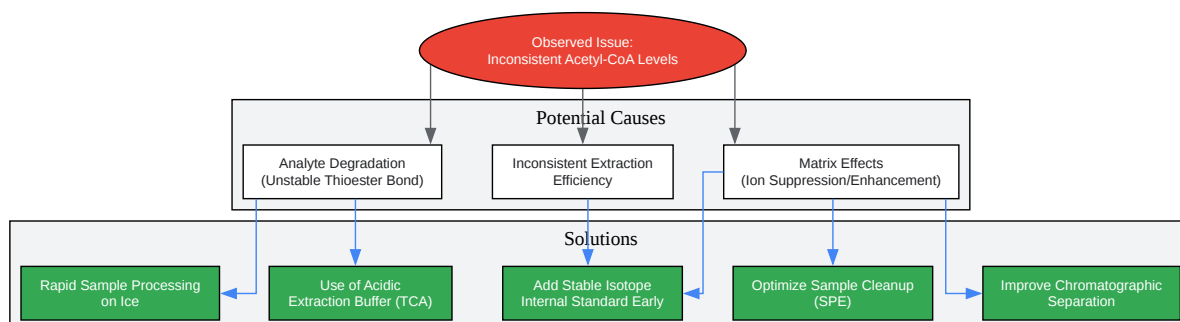 Observed Issue:
Inconsistent Acetyl-CoA Levels
Potential Causes
Analyte Degradation
(Unstable Thioester Bond)
Inconsistent Extraction
Efficiency
Matrix Effects
(Ion Suppression/Enhancement)
Solutions
Rapid Sample Processing
on Ice
Use of Acidic
Extraction Buffer (TCA)
Add Stable Isotope
Internal Standard Early
Optimize Sample Cleanup
(SPE)
Improve Chromatographic
Separation